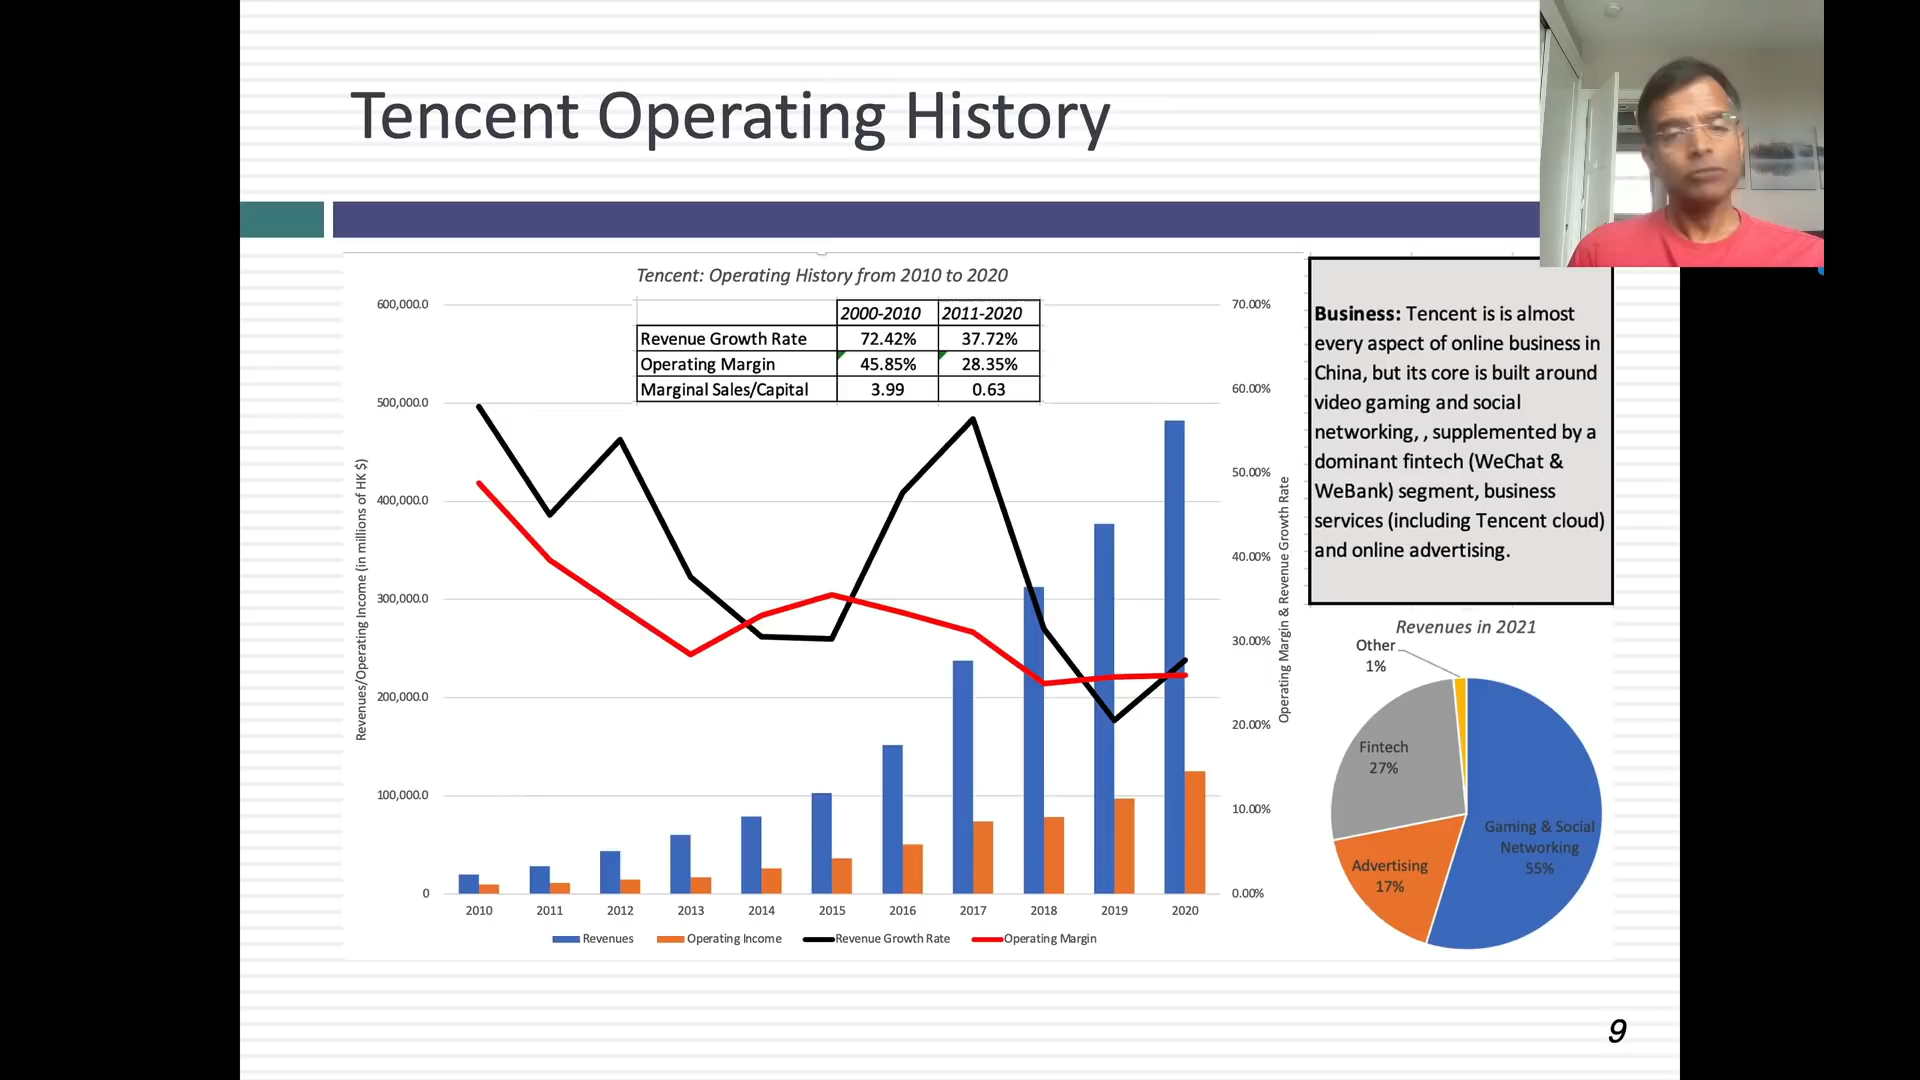 Tencent Operating History
Tencent: Operating History from 2010 to 2020
2000-2010 2011-2020
Revenue Growth Rate 72.42% 37.72%
Operating Margin 45.85% 28.35%
Marginal Sales/Capital 3.99 0.63
Revenues/Operating Income (in millions of HK $)
600,000.0
500,000.0
400,000.0
300,000.0
200,000.0
100,000.0
0
2010 2011 2012 2013 2014 2015 2016 2017 2018 2019 2020
70.00%
60.00%
50.00%
40.00%
30.00%
20.00%
10.00%
0.00%
Operating Margin & Revenue Growth Rate
Revenues Operating Income Revenue Growth Rate Operating Margin
Business: Tencent is is almost
every aspect of online business in
China, but its core is built around
video gaming and social
networking, , supplemented by a
dominant fintech (WeChat &
WeBank) segment, business
services (including Tencent cloud)
and online advertising.
Revenues in 2021
Other
1%
Fintech
27%
Gaming & Social
Networking
55%
Advertising
17%
9